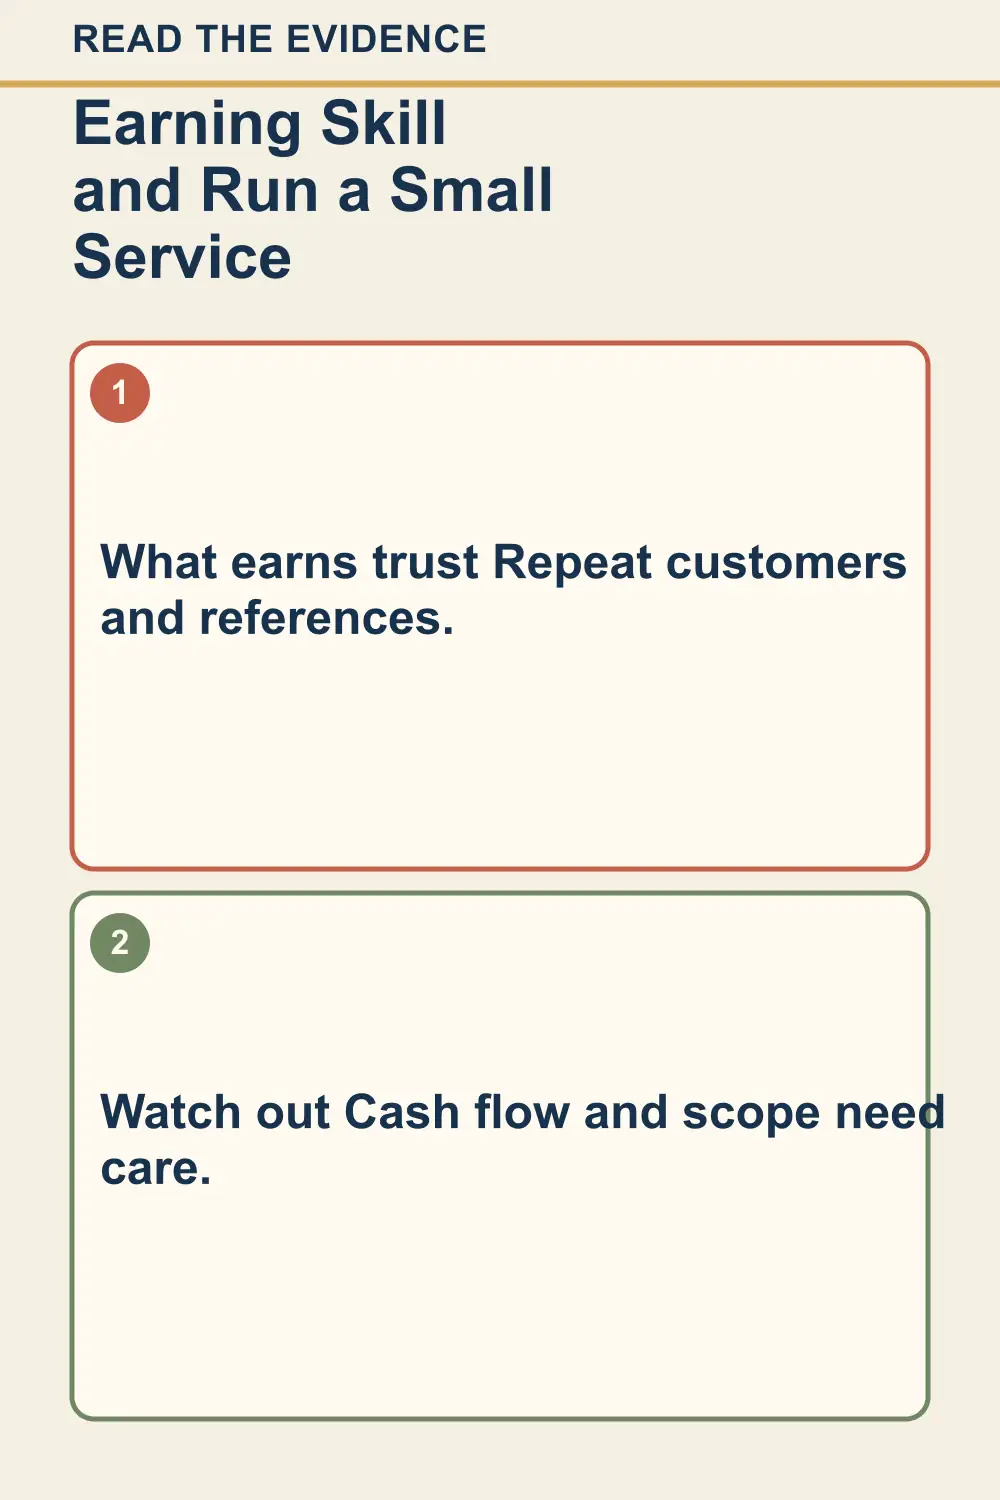 READ THE EVIDENCE
Earning Skill
and Run a Small
Service
1
What earns trust Repeat customers
and references.
2
Watch out Cash flow and scope need
care.